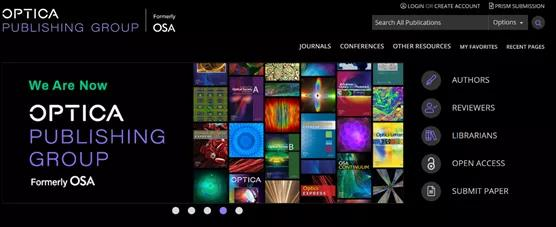 OPTICA
PUBLISHING GROUP
Formerly
OSA
LOGIN OR CREATE ACCOUNT
PRISM SUBMISSION
Search All Publications
Options
JOURNALS
CONFERENCES
OTHER RESOURCES
MY FAVORITES
RECENT PAGES
We Are Now
OPTICA
PUBLISHING
GROUP
Formerly OSA
A
B
OPTICA
Optics
EXPRESS
OSA
CONTINUUM
Optics Letters
AUTHORS
REVIEWERS
LIBRARIANS
OPEN ACCESS
SUBMIT PAPER